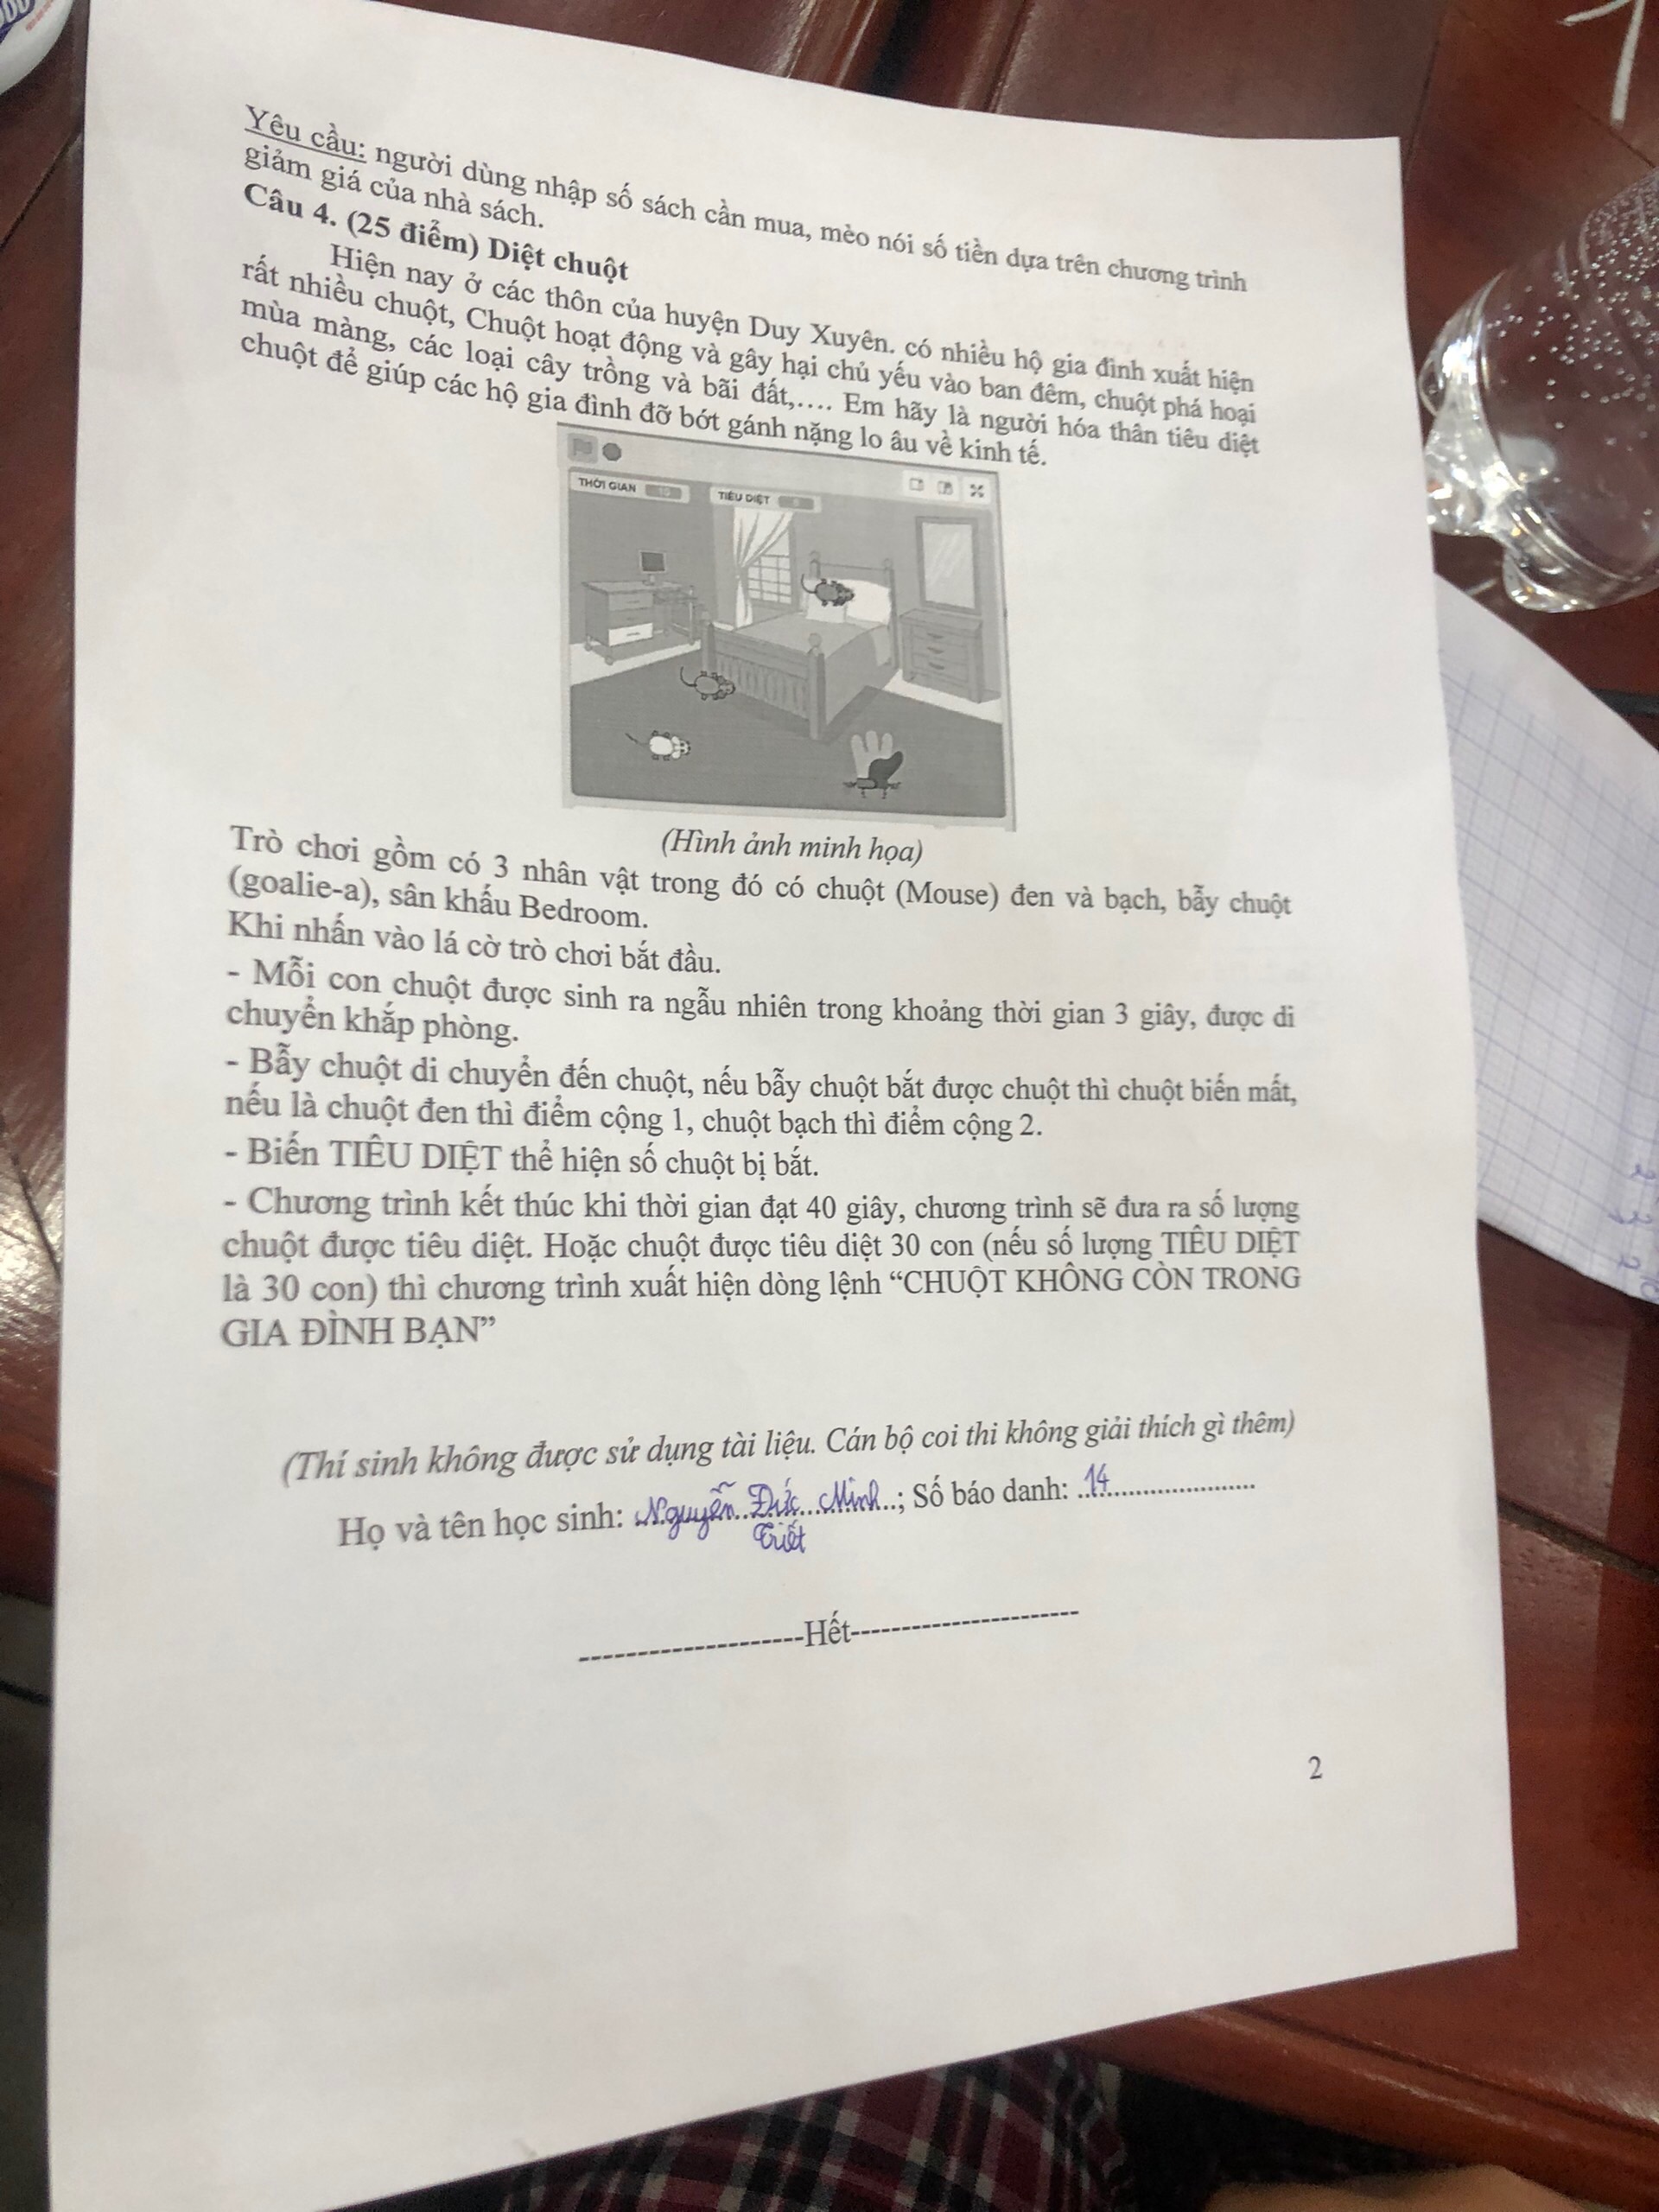 Yêu cầu: người dùng nhập số sách cần mua, mèo nói số tiền dựa trên chương trình
giảm giá của nhà sách.
Câu 4. (25 điểm) Diệt chuột
Hiện nay ở các thôn của huyện Duy Xuyên. có nhiều hộ gia đình xuất hiện
rất nhiều chuột, Chuột hoạt động và gây hại chủ yếu vào ban đêm, chuột phá hoại
mùa màng, các loại cây trồng và bãi đất,.... Em hãy là người hóa thân tiêu diệt
chuột để giúp các hộ gia đình đỡ bớt gánh nặng lo âu về kinh tế.
THỜI GIAN
TIÊU DIỆT
(Hình ảnh minh họa)
Trò chơi gồm có 3 nhân vật trong đó có chuột (Mouse) đen và bạch, bẫy chuột
(goalie-a), sân khấu Bedroom.
Khi nhấn vào lá cờ trò chơi bắt đầu.
- Mỗi con chuột được sinh ra ngẫu nhiên trong khoảng thời gian 3 giây, được di
chuyển khắp phòng.
- Bẫy chuột di chuyển đến chuột, nếu bẫy chuột bắt được chuột thì chuột biến mất,
nếu là chuột đen thì điểm cộng 1, chuột bạch thì điểm cộng 2.
- Biến TIÊU DIỆT thể hiện số chuột bị bắt.
- Chương trình kết thúc khi thời gian đạt 40 giây, chương trình sẽ đưa ra số lượng
chuột được tiêu diệt. Hoặc chuột được tiêu diệt 30 con (nếu số lượng TIÊU DIỆT
là 30 con) thì chương trình xuất hiện dòng lệnh “CHUỘT KHÔNG CÒN TRONG
GIA ĐÌNH BẠN”
(Thí sinh không được sử dụng tài liệu. Cán bộ coi thi không giải thích gì thêm)
Họ và tên học sinh: Nguyễn Đức Minh; Số báo danh: 14
Triết
----------------------Hết----------------------
2